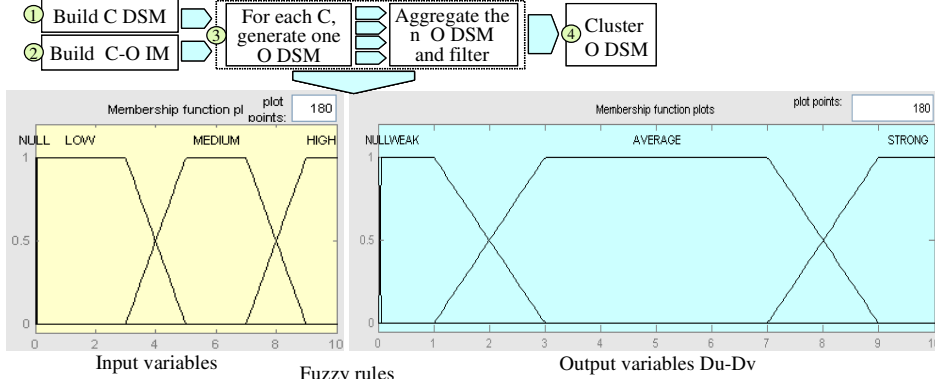 1 Build C DSM
2 Build C-O IM
3 For each C,
generate one
O DSM
Aggregate the
n O DSM
and filter
4 Cluster
O DSM
Membership function pl plot points: 180
NULL LOW MEDIUM HIGH
1
0.5
0
0 2 4 6 8 10
Input variables
Membership function plots plot points: 180
NULLWEAK AVERAGE STRONG
1
0.5
0
0 1 2 3 4 5 6 7 8 9 10
Output variables Du-Dv
Fuzzy rules